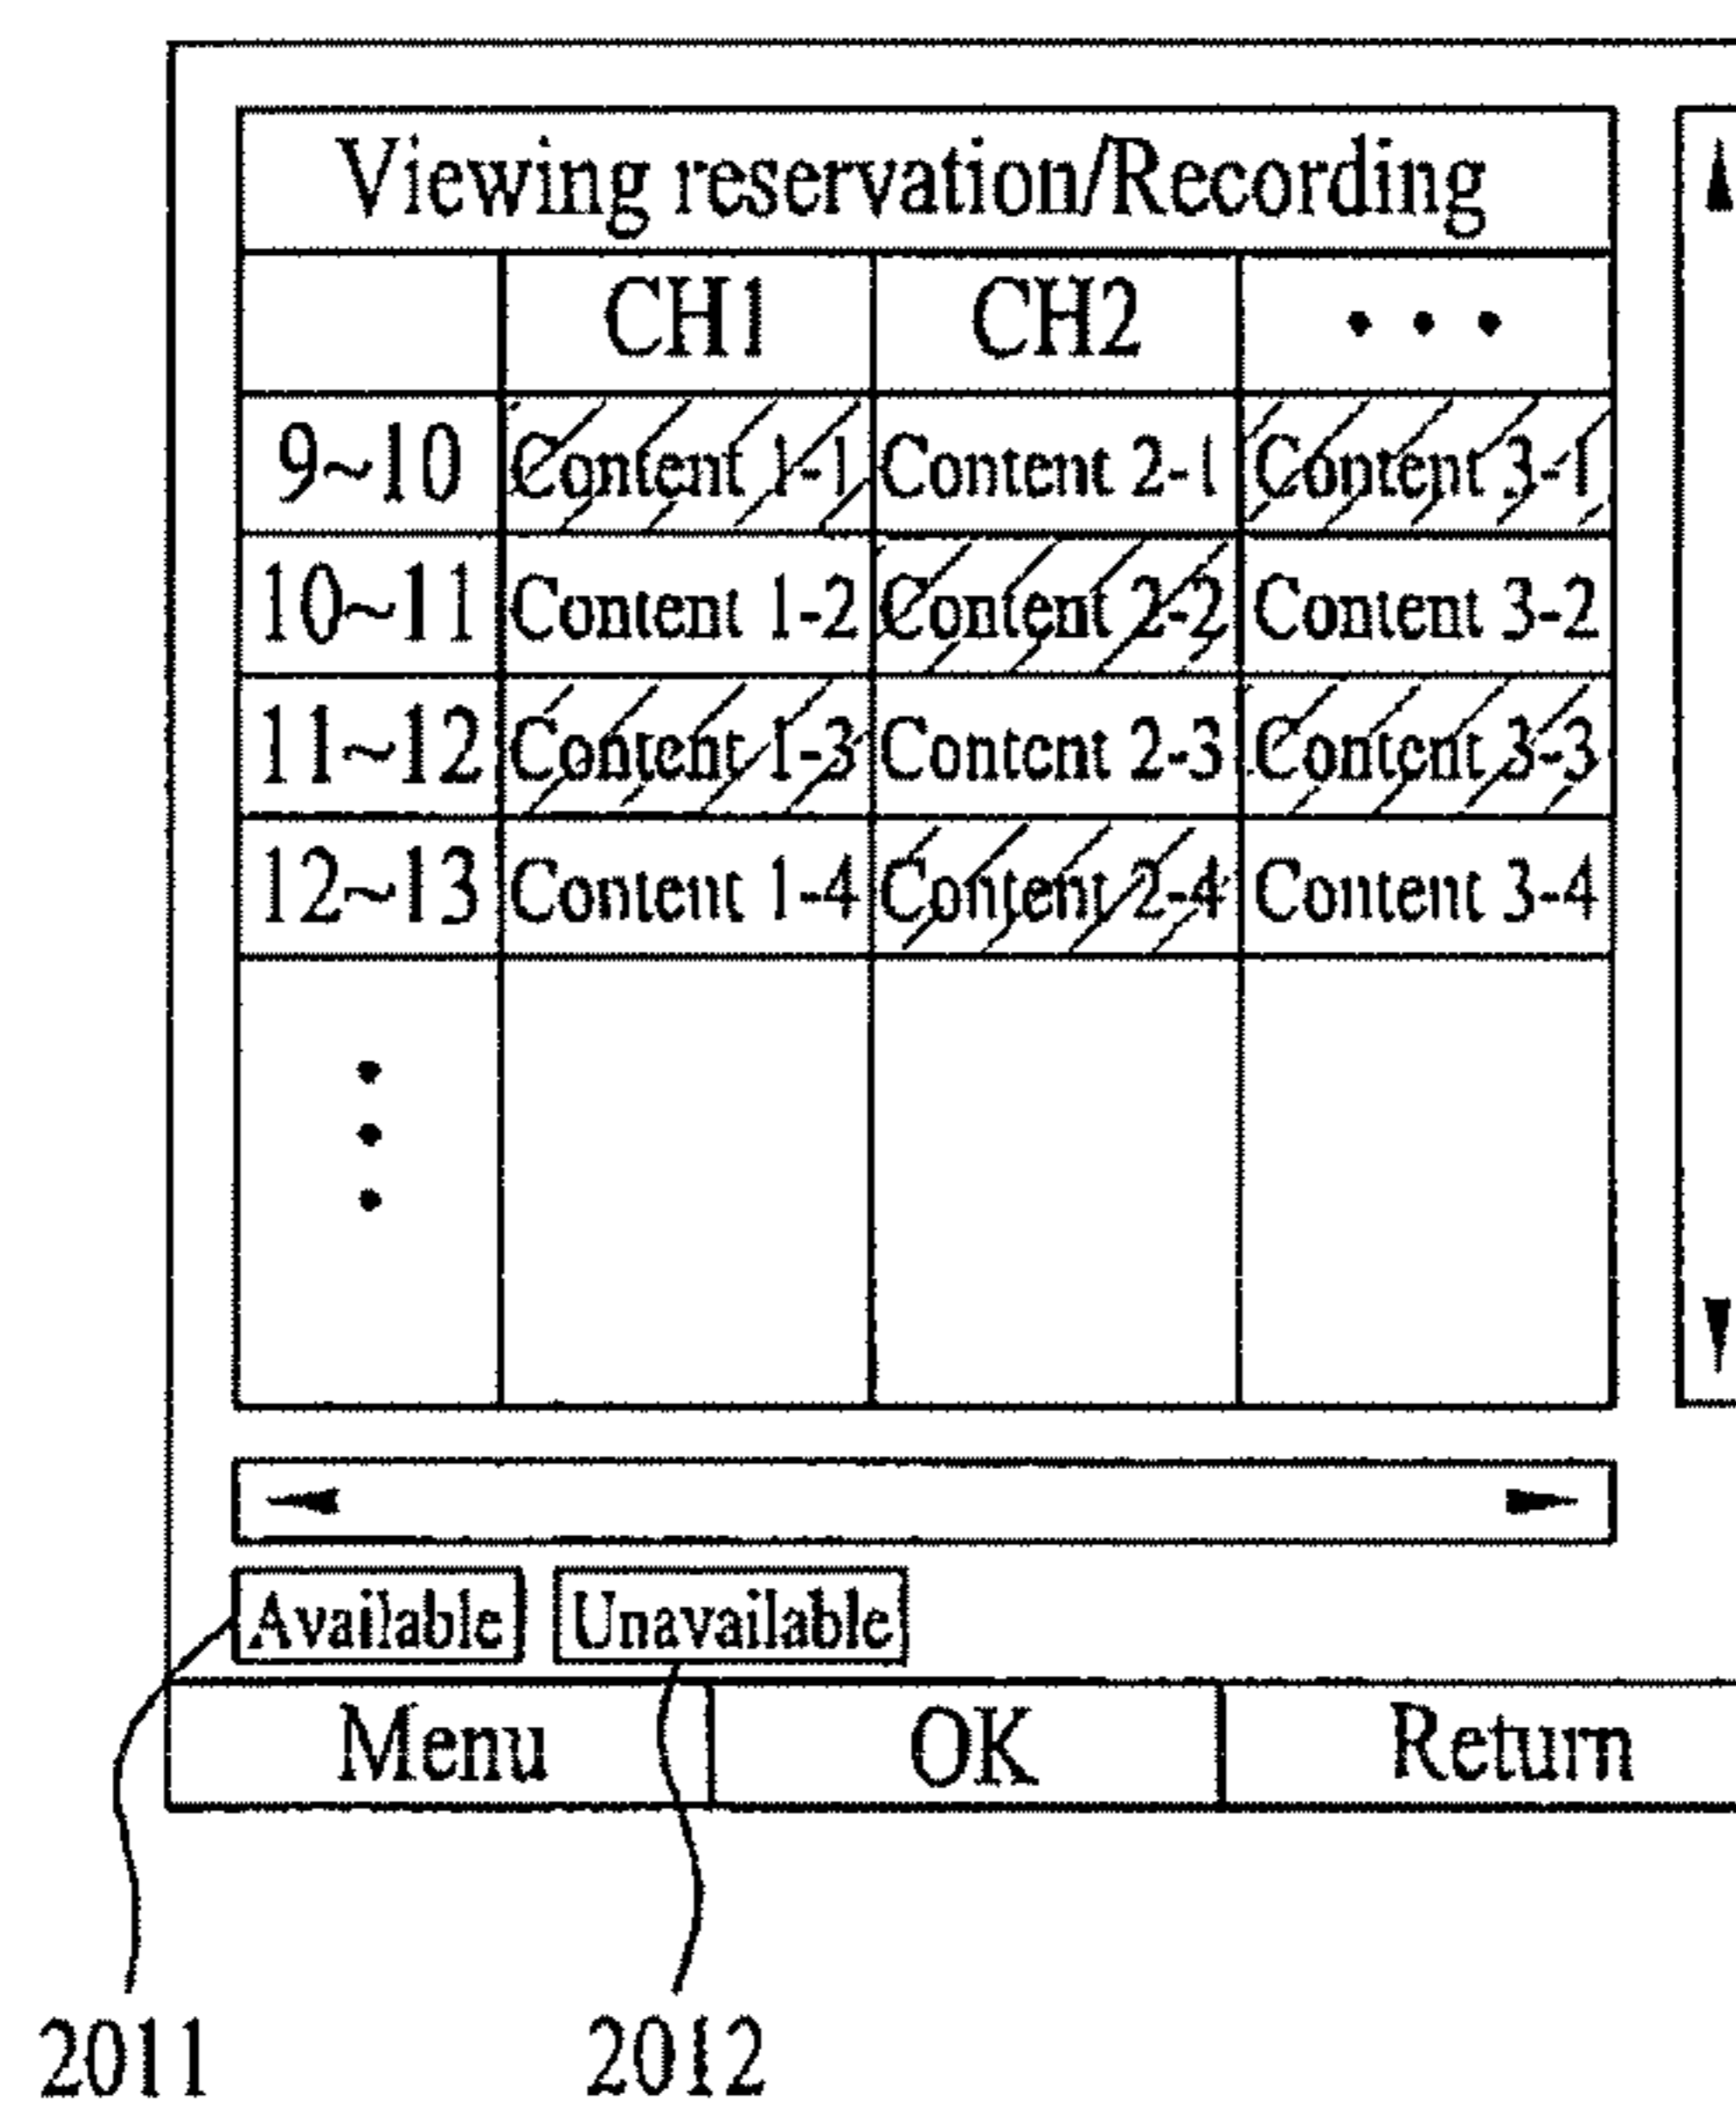 Viewing reservation/Recording
CH1 CH2 • • •
9~10 Content 1-1 Content 2-1 Content 3-1
10~11 Content 1-2 Content 2-2 Content 3-2
11~12 Content 1-3 Content 2-3 Content 3-3
12~13 Content 1-4 Content 2-4 Content 3-4
Available Unavailable
Menu OK Return
2011 2012